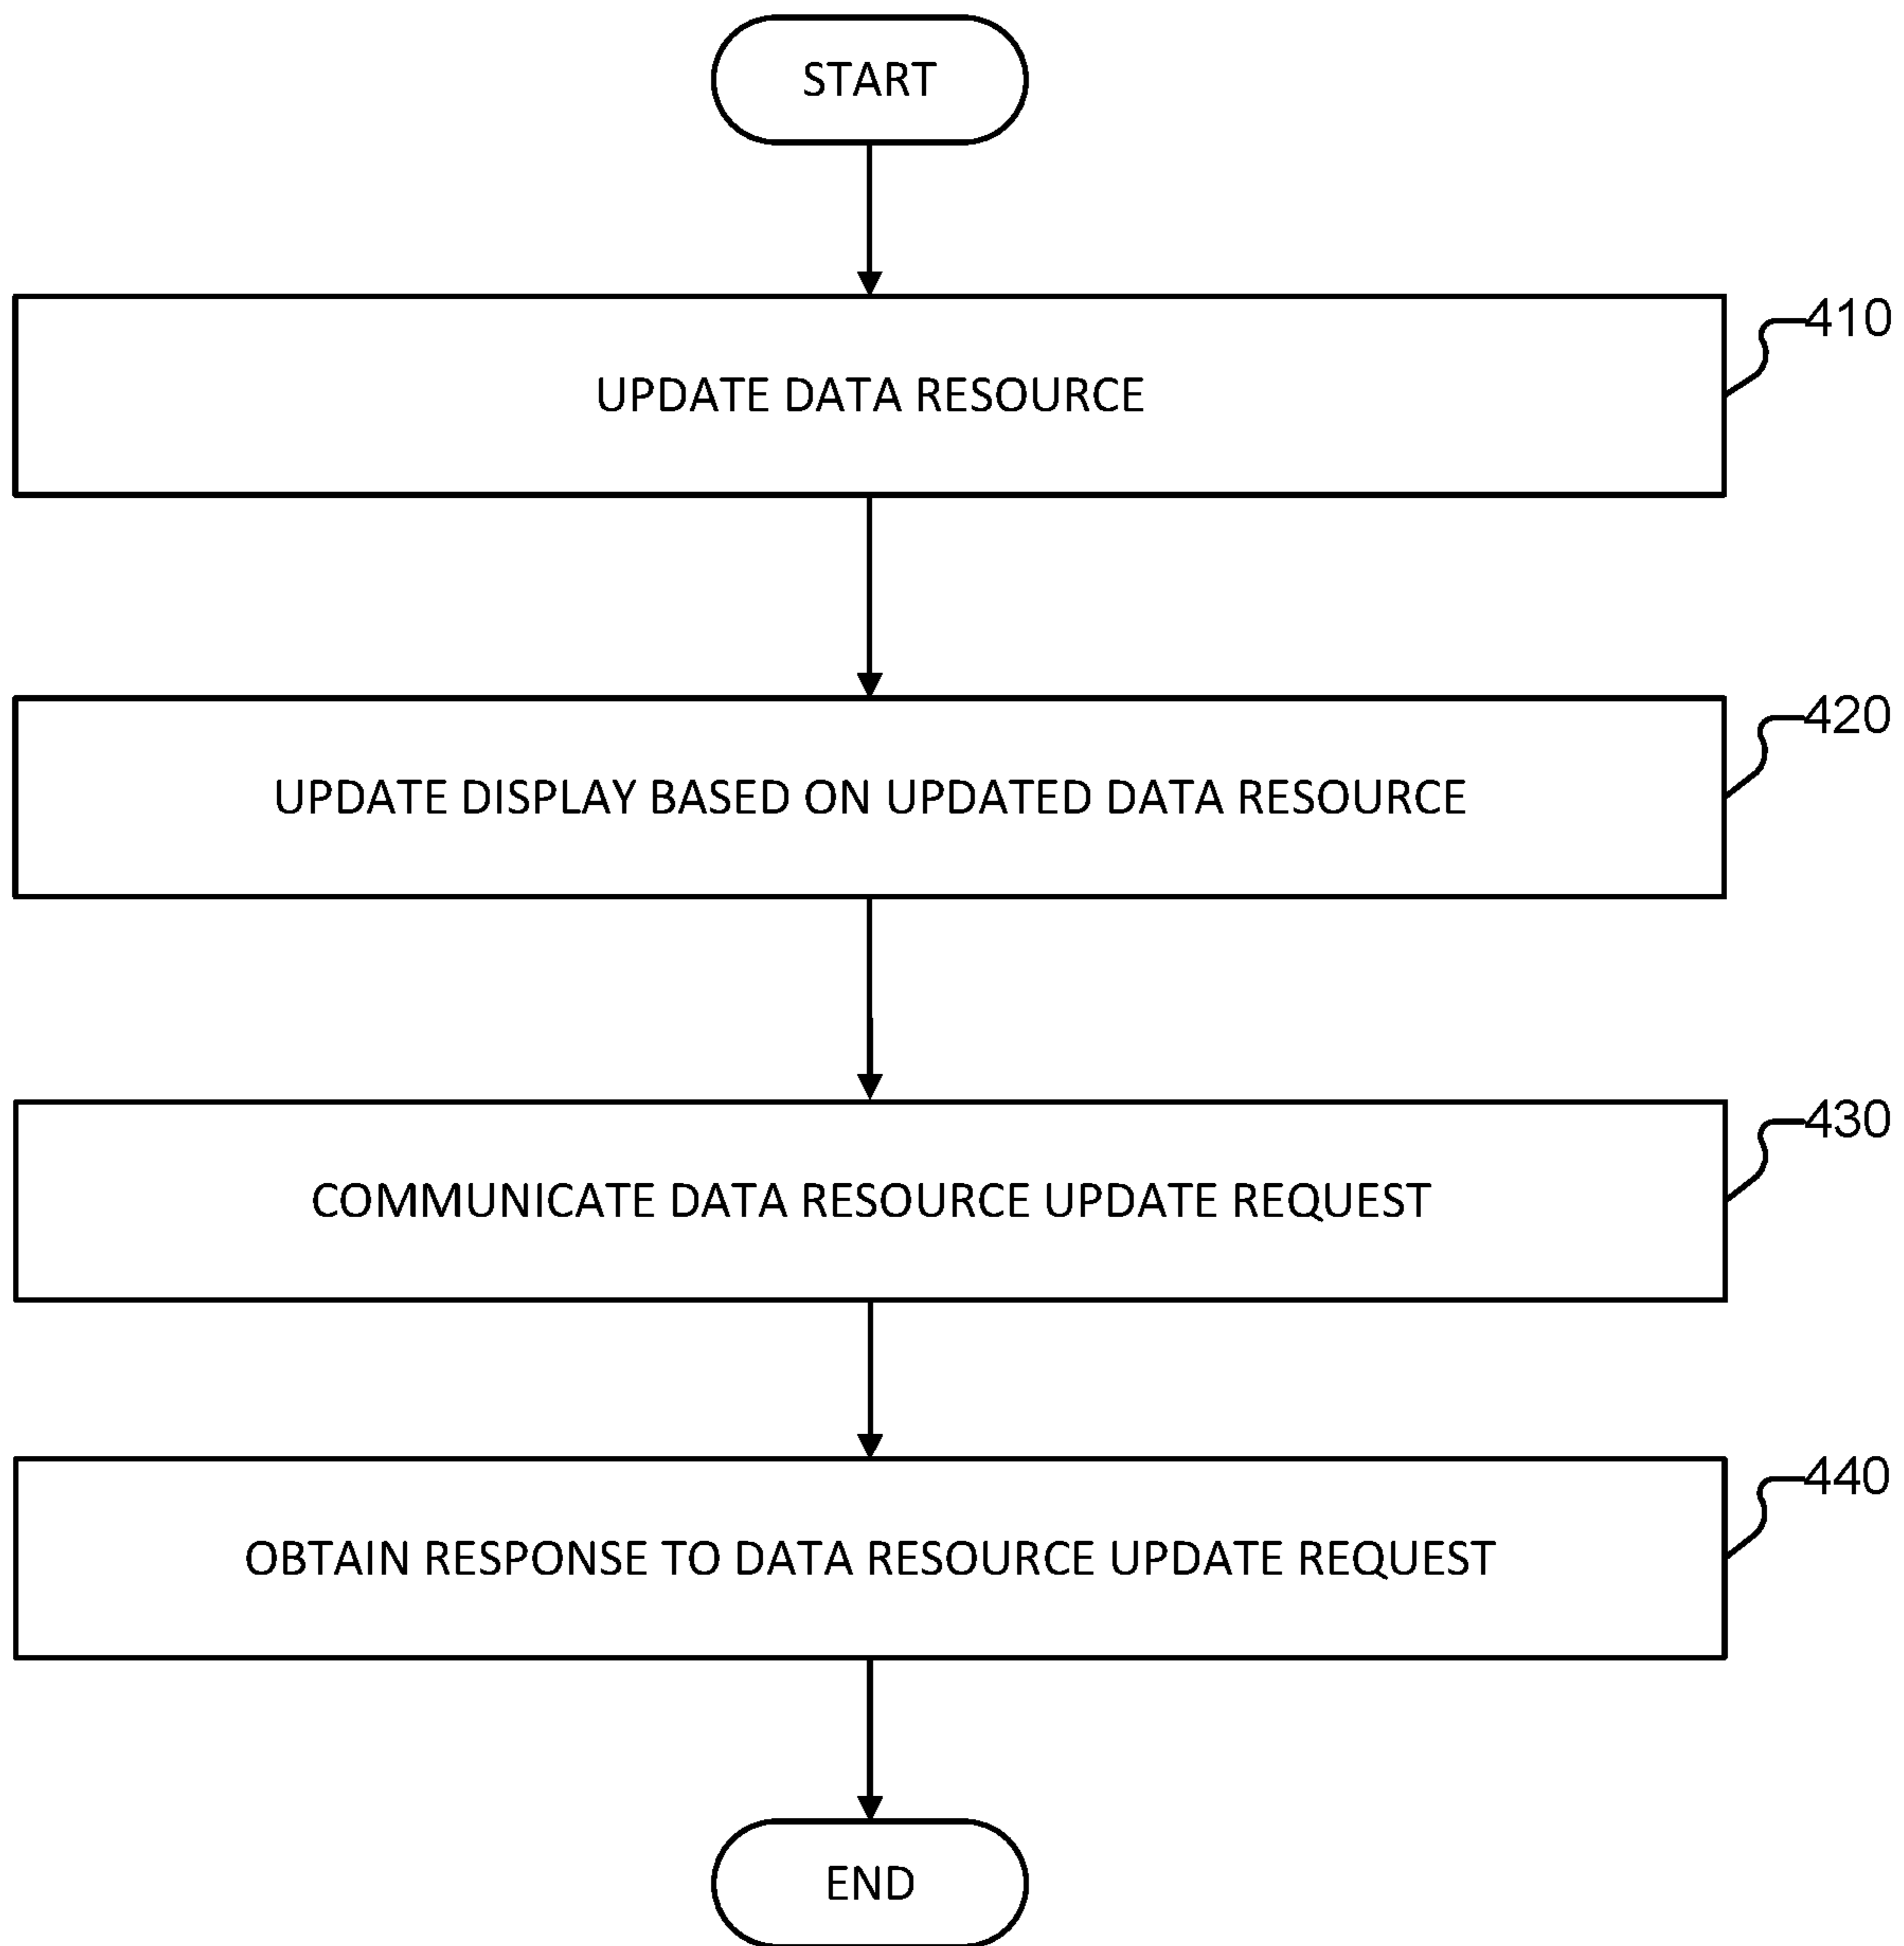 START
410
UPDATE DATA RESOURCE
420
UPDATE DISPLAY BASED ON UPDATED DATA RESOURCE
430
COMMUNICATE DATA RESOURCE UPDATE REQUEST
440
OBTAIN RESPONSE TO DATA RESOURCE UPDATE REQUEST
END